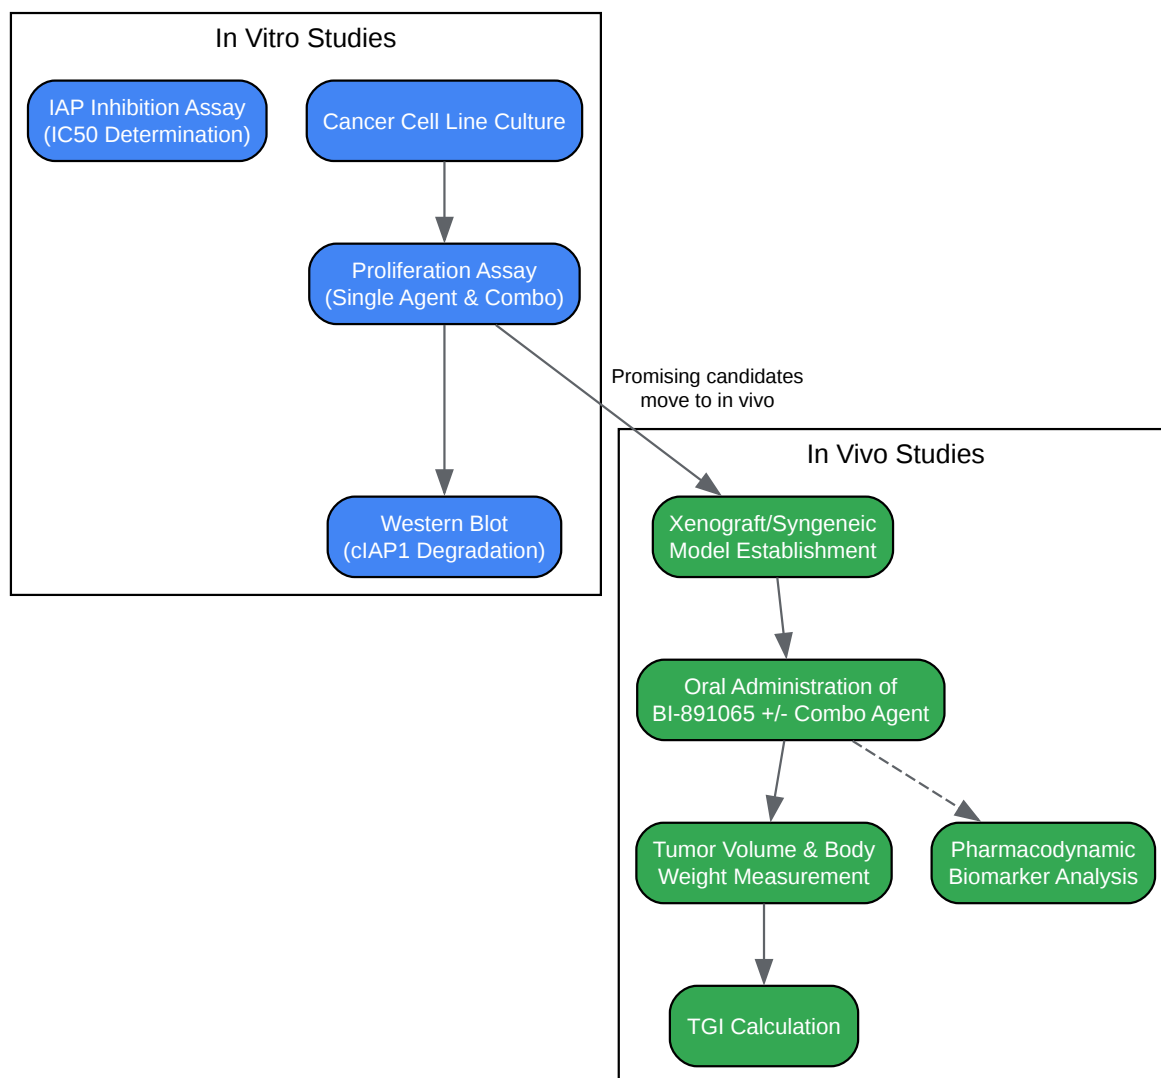 In Vitro Studies
IAP Inhibition Assay
(IC50 Determination)
Cancer Cell Line Culture
Proliferation Assay
(Single Agent & Combo)
Promising candidates
move to in vivo
Western Blot
(cIAP1 Degradation)
In Vivo Studies
Xenograft/Syngeneic
Model Establishment
Oral Administration of
BI-891065 +/- Combo Agent
Tumor Volume & Body
Weight Measurement
Pharmacodynamic
Biomarker Analysis
TGI Calculation